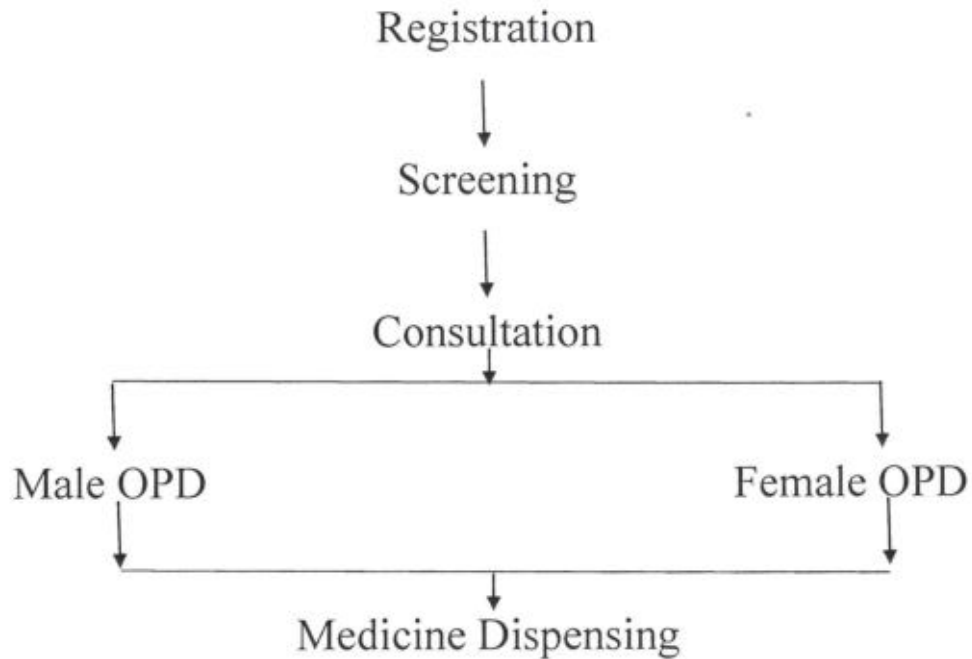 Registration
Screening
Consultation
Male OPD
Female OPD
Medicine Dispensing